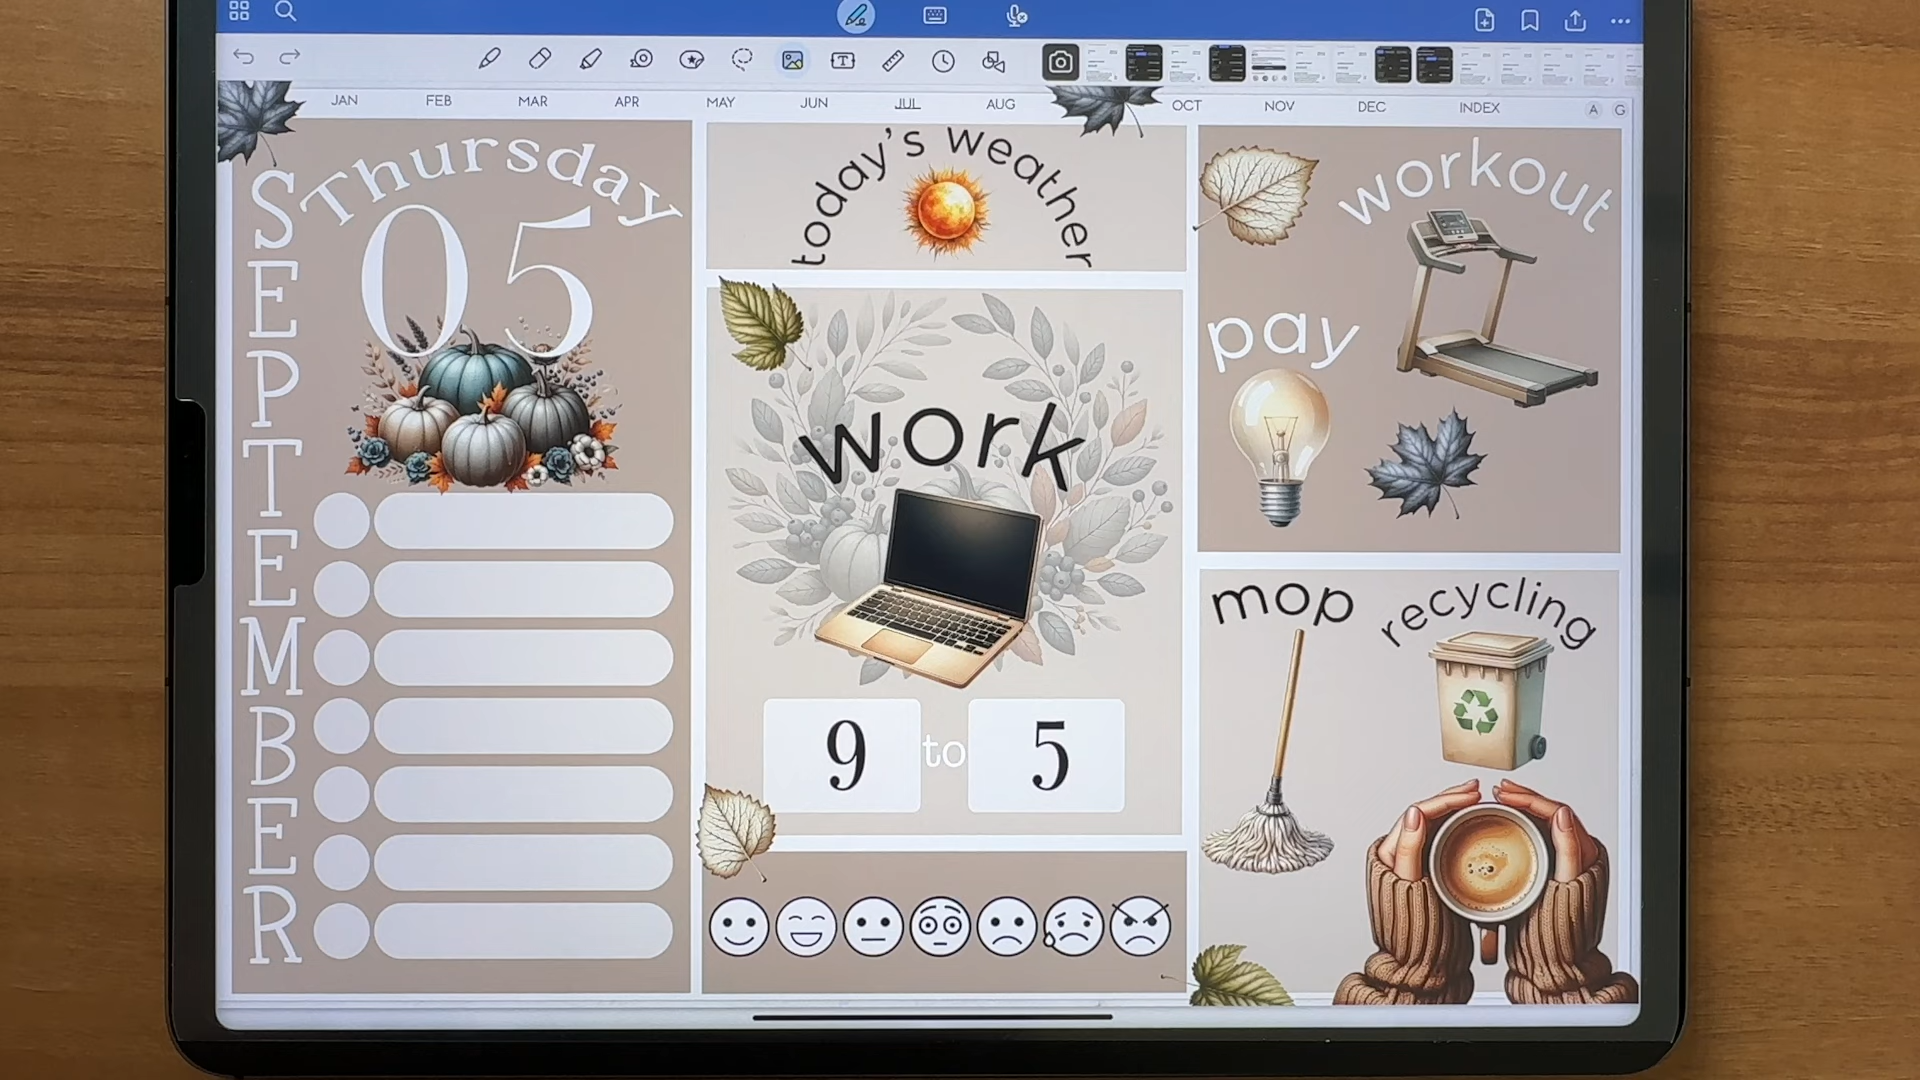 JAN FEB MAR APR MAY JUN JUL AUG OCT NOV DEC INDEX A G
Thursday
05
SEPTEMBER
today's weather
work
9 to 5
workout
pay
mop
recycling